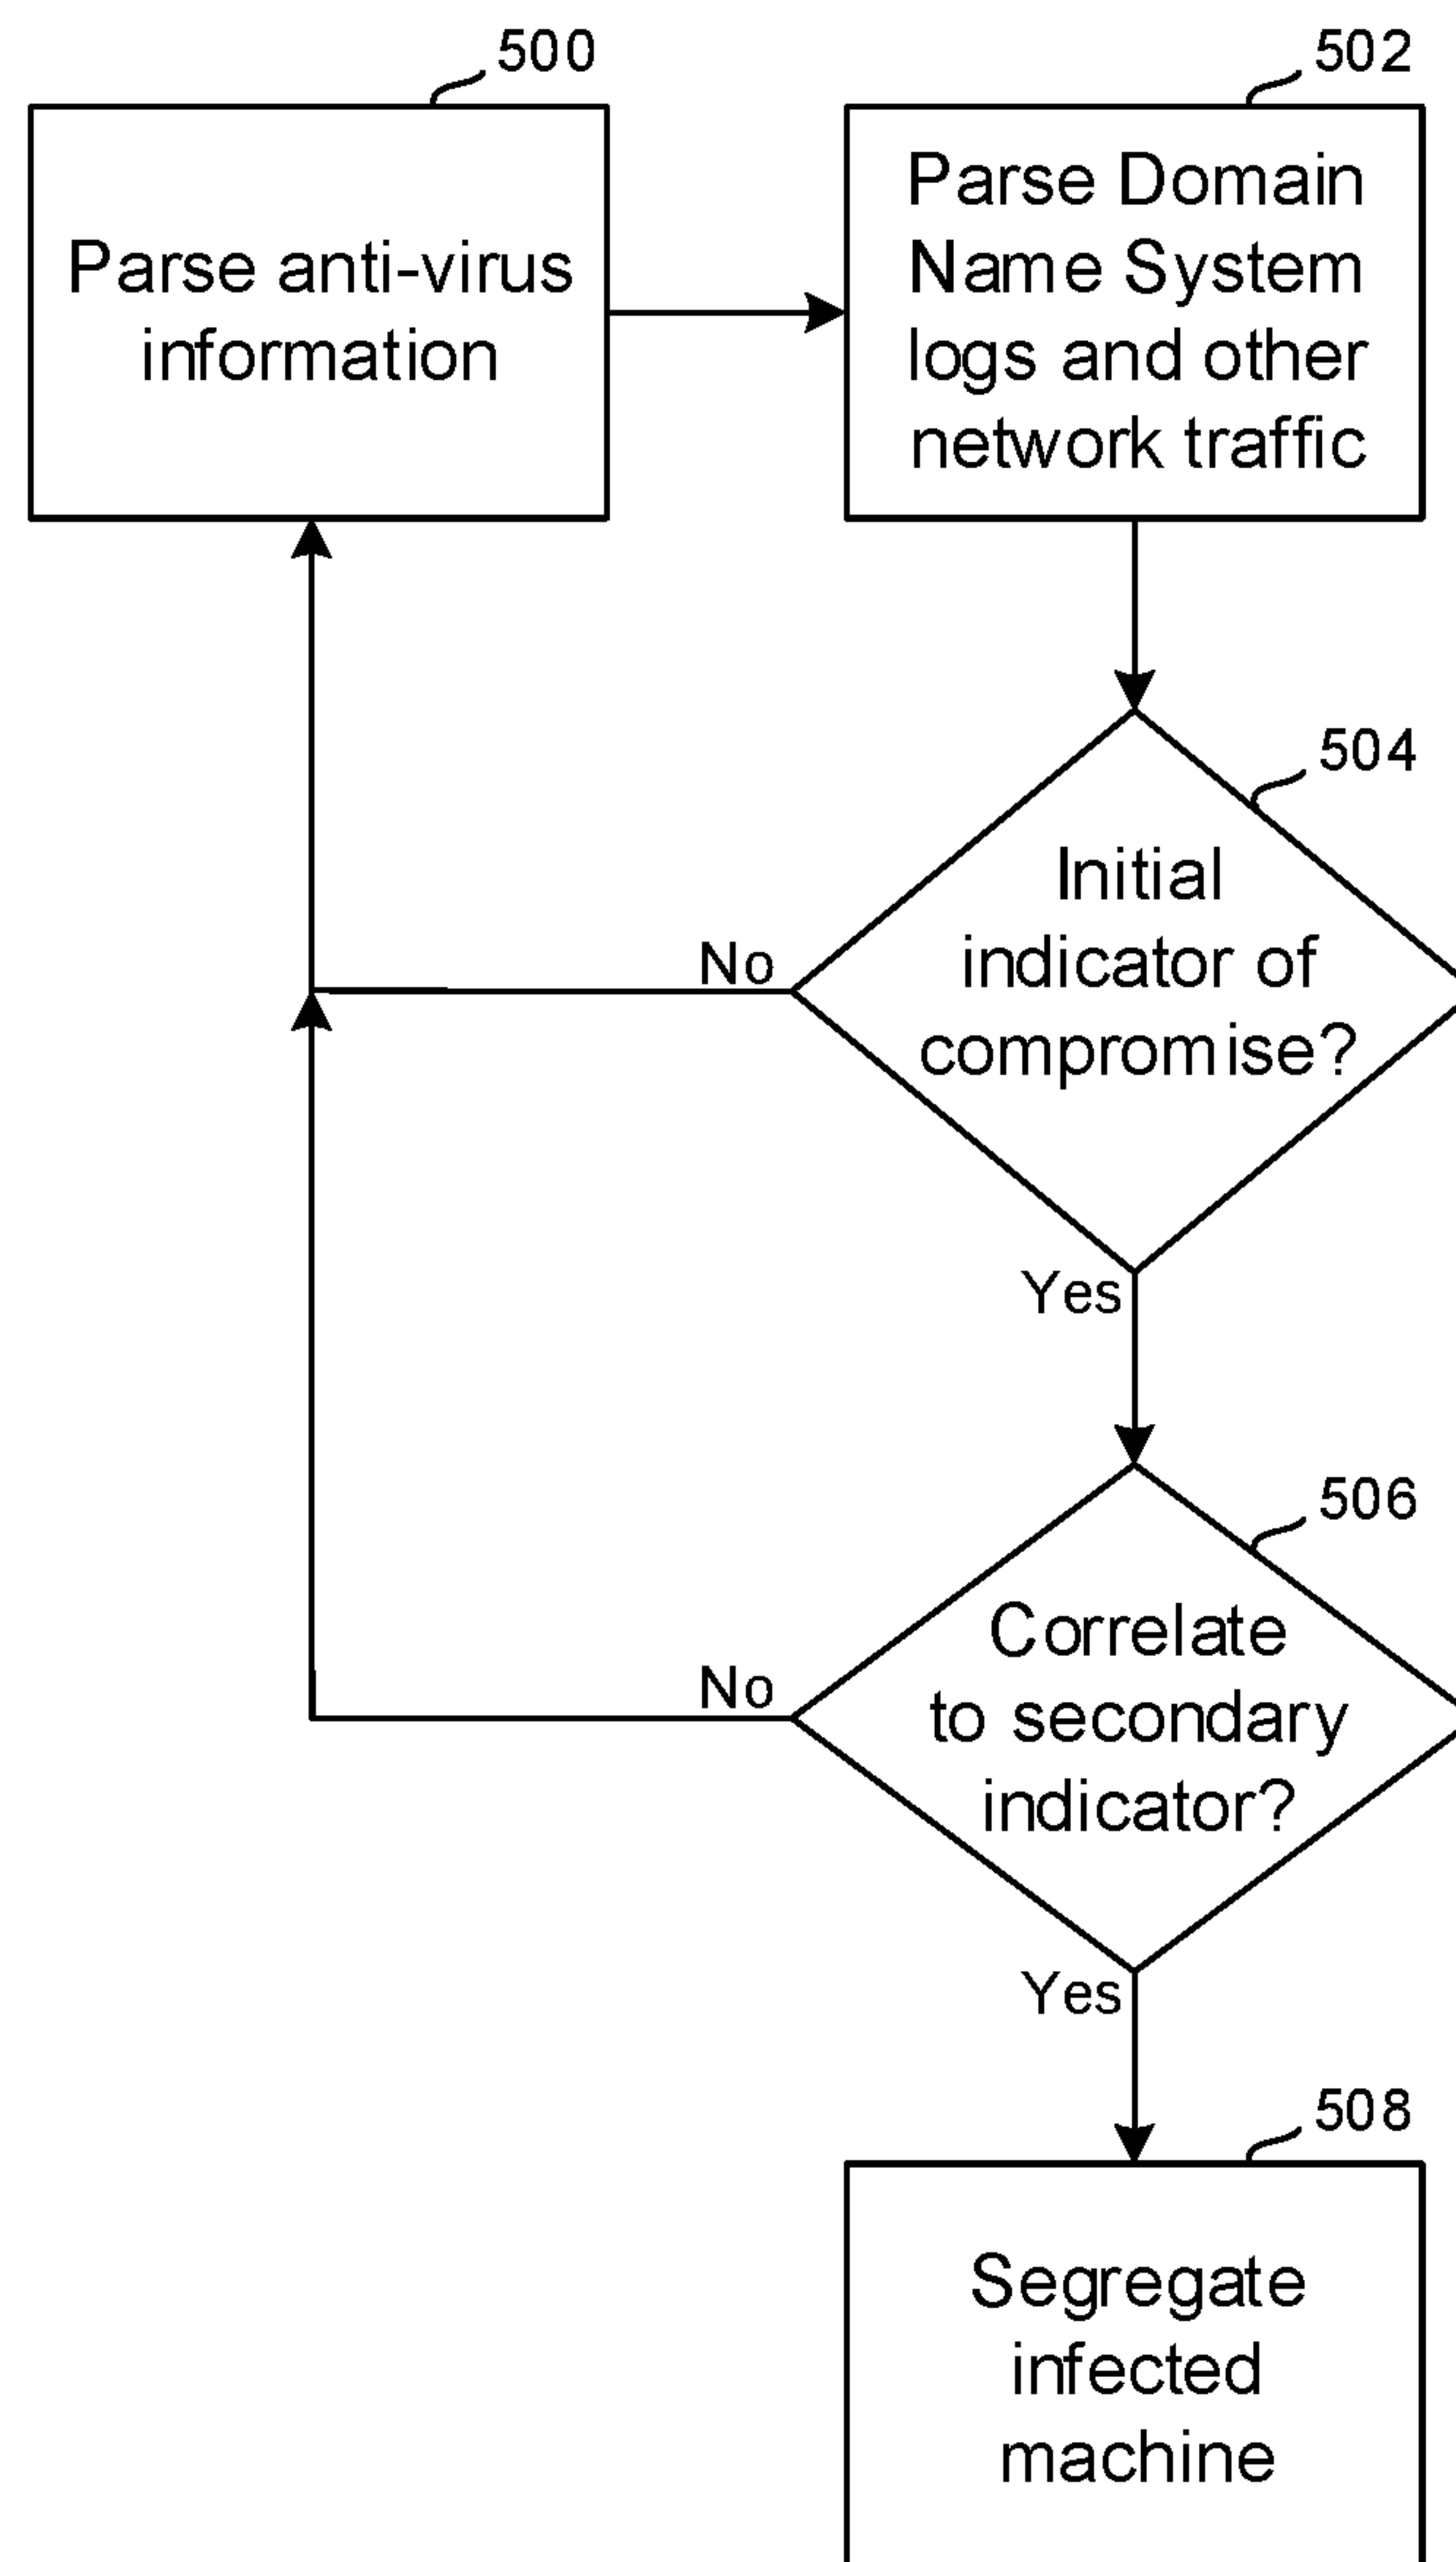 500
Parse anti-virus
information
502
Parse Domain
Name System
logs and other
network traffic
504
Initial
indicator of
compromise?
No
Yes
506
Correlate
to secondary
indicator?
No
Yes
508
Segregate
infected
machine